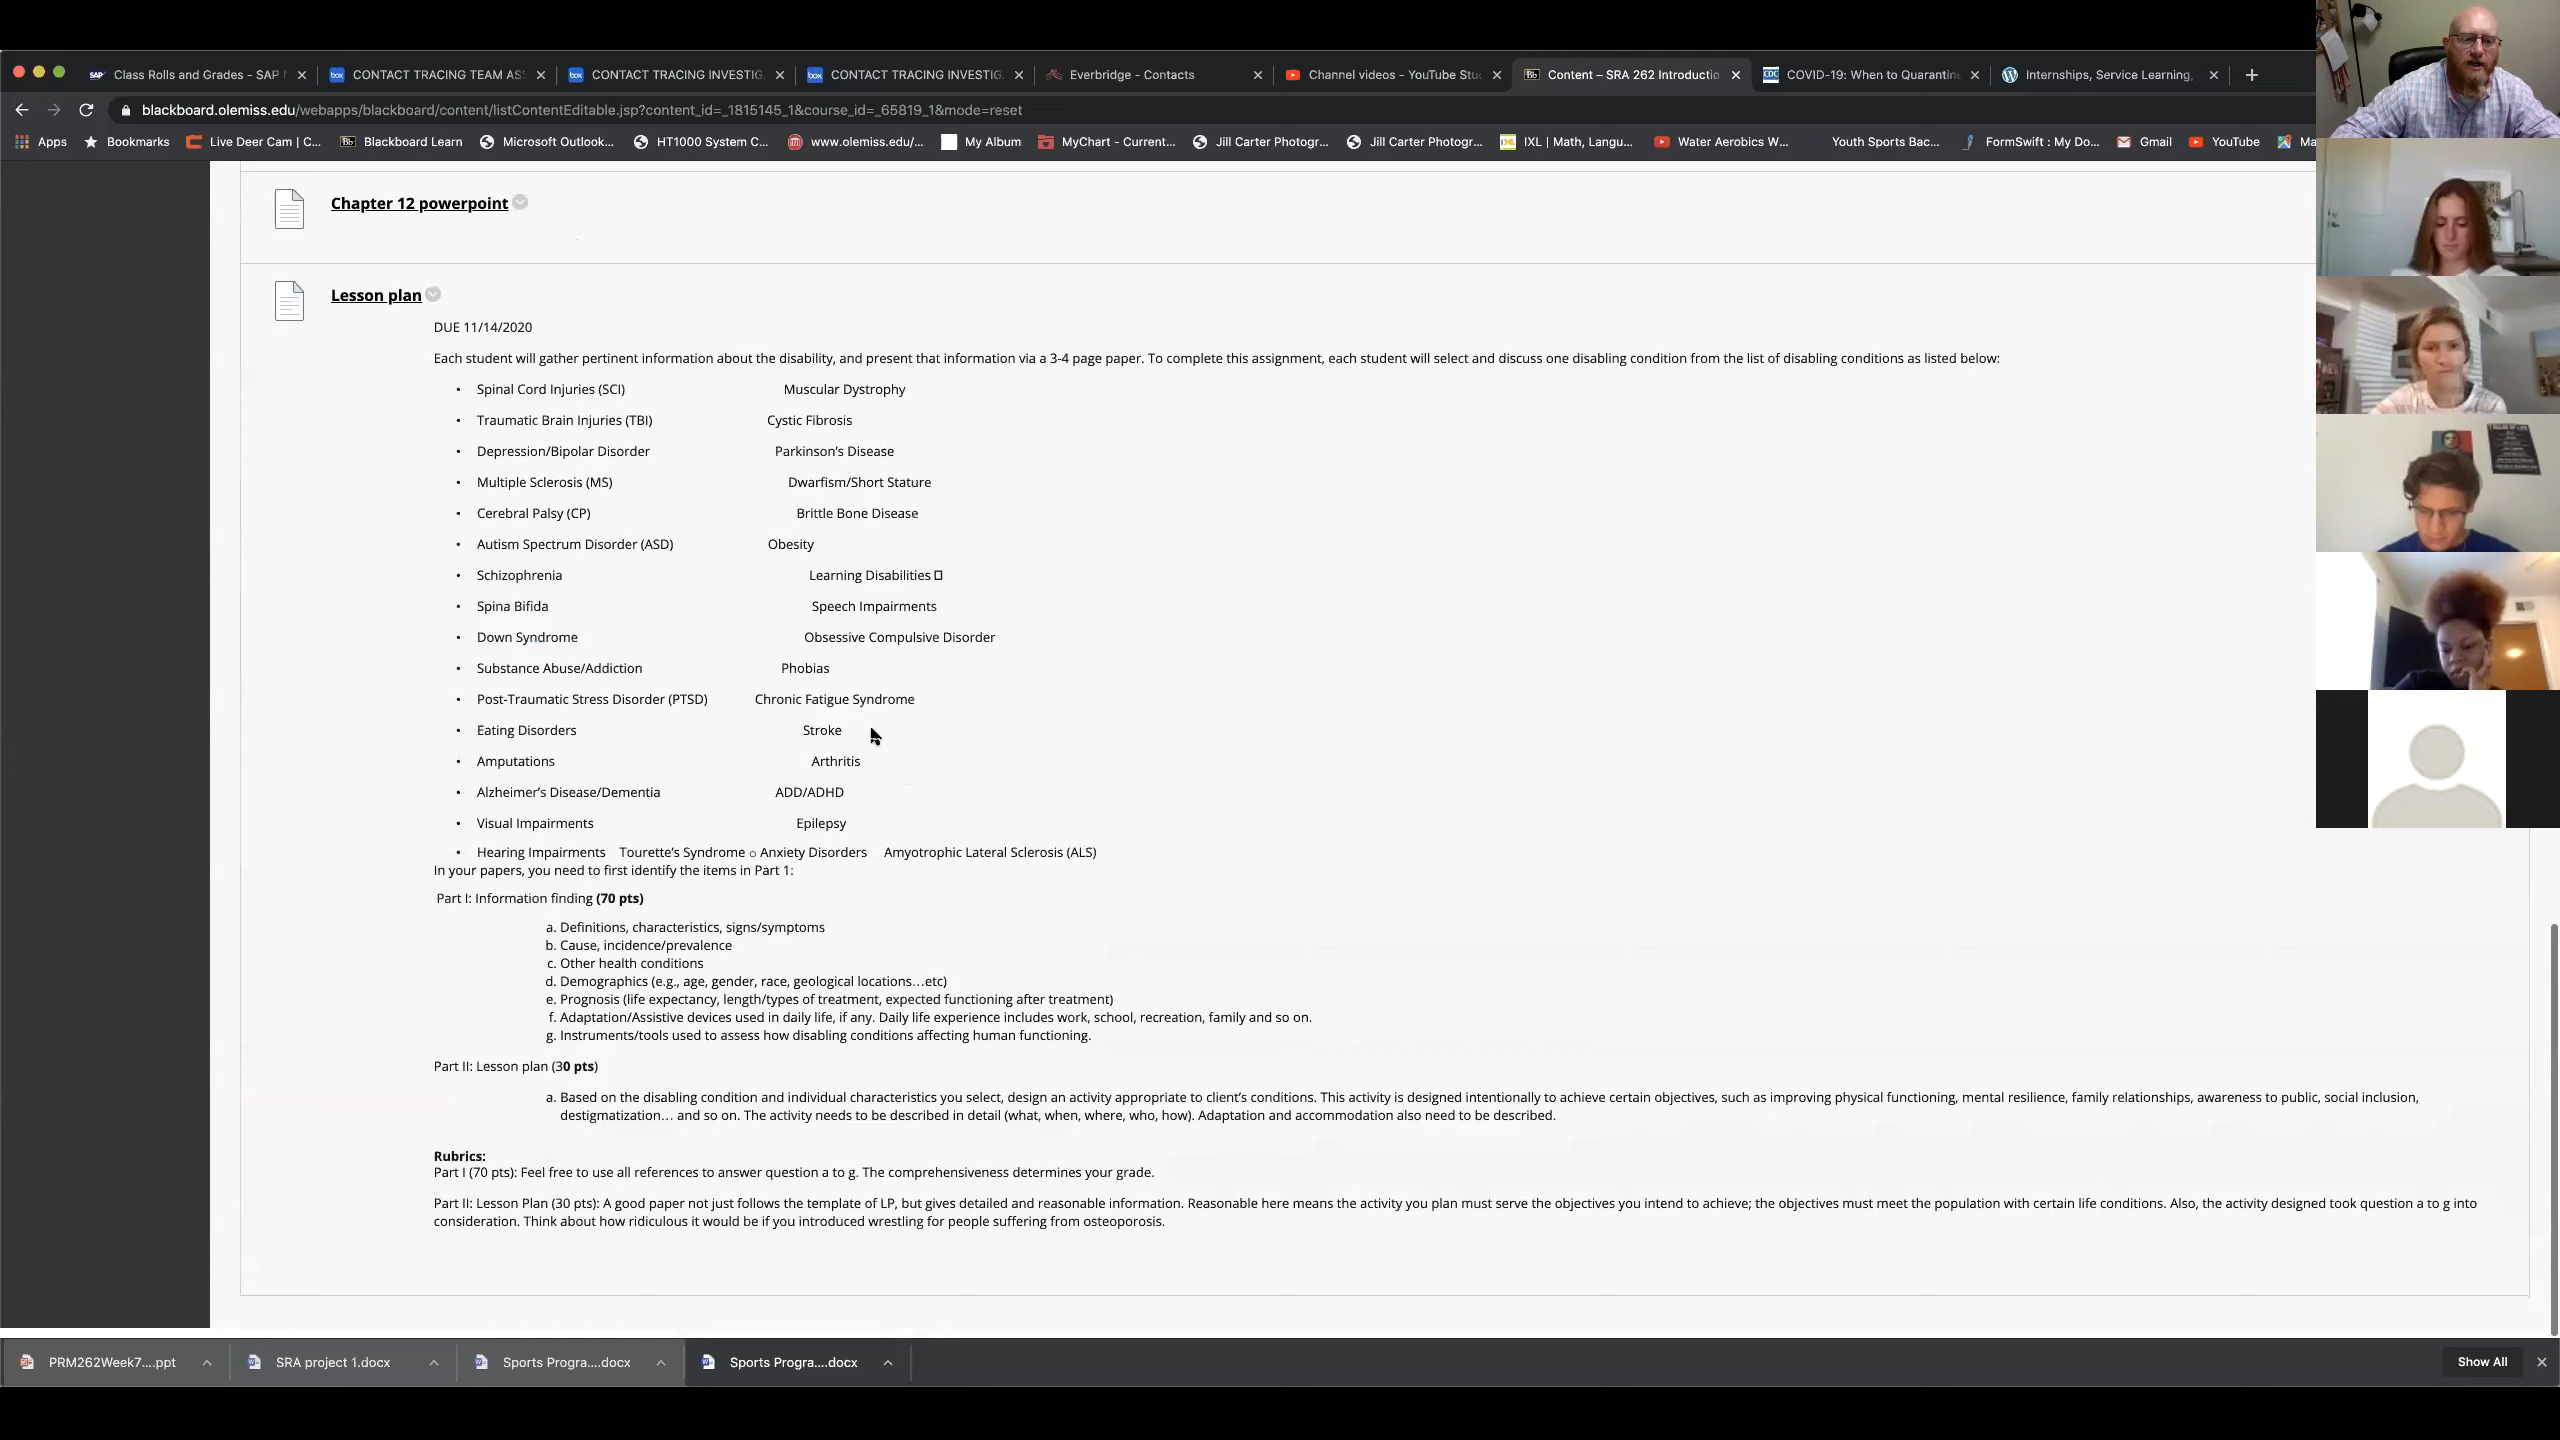 Class Rolls and Grades - SAP
CONTACT TRACING TEAM AS
CONTACT TRACING INVESTIG
CONTACT TRACING INVESTIG
Everbridge - Contacts
Channel videos - YouTube Stu
Content – SRA 262 Introductio
COVID-19: When to Quarantine
Internships, Service Learning,
blackboard.olemiss.edu/webapps/blackboard/content/listContentEditable.jsp?content_id=_1815145_1&course_id=_65819_1&mode=reset
Apps Bookmarks Live Deer Cam | C... Blackboard Learn Microsoft Outlook... HT1000 System C... www.olemiss.edu/... My Album MyChart - Current... Jill Carter Photogr... Jill Carter Photogr... IXL | Math, Langu... Water Aerobics W... Youth Sports Bac... FormSwift : My Do... Gmail YouTube Ma
Chapter 12 powerpoint
Lesson plan
DUE 11/14/2020
Each student will gather pertinent information about the disability, and present that information via a 3-4 page paper. To complete this assignment, each student will select and discuss one disabling condition from the list of disabling conditions as listed below:
• Spinal Cord Injuries (SCI) Muscular Dystrophy
• Traumatic Brain Injuries (TBI) Cystic Fibrosis
• Depression/Bipolar Disorder Parkinson’s Disease
• Multiple Sclerosis (MS) Dwarfism/Short Stature
• Cerebral Palsy (CP) Brittle Bone Disease
• Autism Spectrum Disorder (ASD) Obesity
• Schizophrenia Learning Disabilities
• Spina Bifida Speech Impairments
• Down Syndrome Obsessive Compulsive Disorder
• Substance Abuse/Addiction Phobias
• Post-Traumatic Stress Disorder (PTSD) Chronic Fatigue Syndrome
• Eating Disorders Stroke
• Amputations Arthritis
• Alzheimer’s Disease/Dementia ADD/ADHD
• Visual Impairments Epilepsy
• Hearing Impairments Tourette’s Syndrome ○ Anxiety Disorders Amyotrophic Lateral Sclerosis (ALS)
In your papers, you need to first identify the items in Part 1:
Part I: Information finding (70 pts)
a. Definitions, characteristics, signs/symptoms
b. Cause, incidence/prevalence
c. Other health conditions
d. Demographics (e.g., age, gender, race, geological locations…etc)
e. Prognosis (life expectancy, length/types of treatment, expected functioning after treatment)
f. Adaptation/Assistive devices used in daily life, if any. Daily life experience includes work, school, recreation, family and so on.
g. Instruments/tools used to assess how disabling conditions affecting human functioning.
Part II: Lesson plan (30 pts)
a. Based on the disabling condition and individual characteristics you select, design an activity appropriate to client’s conditions. This activity is designed intentionally to achieve certain objectives, such as improving physical functioning, mental resilience, family relationships, awareness to public, social inclusion,
destigmatization… and so on. The activity needs to be described in detail (what, when, where, who, how). Adaptation and accommodation also need to be described.
Rubrics:
Part I (70 pts): Feel free to use all references to answer question a to g. The comprehensiveness determines your grade.
Part II: Lesson Plan (30 pts): A good paper not just follows the template of LP, but gives detailed and reasonable information. Reasonable here means the activity you plan must serve the objectives you intend to achieve; the objectives must meet the population with certain life conditions. Also, the activity designed took question a to g into
consideration. Think about how ridiculous it would be if you introduced wrestling for people suffering from osteoporosis.
PRM262Week7....ppt
SRA project 1.docx
Sports Progra....docx
Sports Progra....docx
Show All